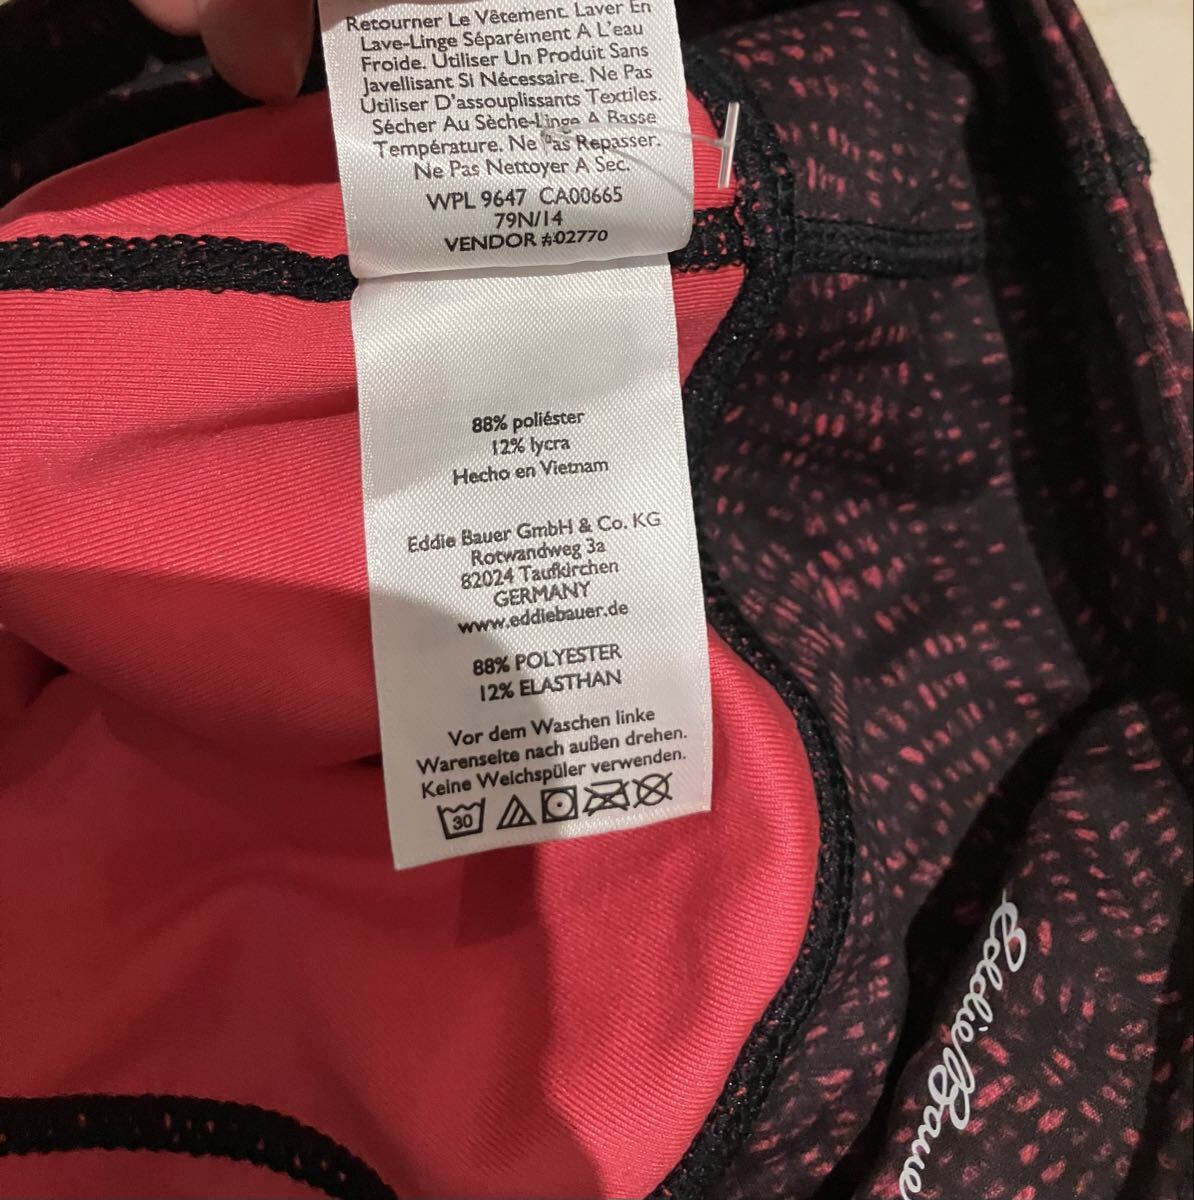 Retourner Le Vêtement. Laver En
Lave-Linge Séparément A L'eau
Froide. Utiliser Un Produit Sans
Javellisant Si Nécessaire. Ne Pas
Utiliser D'assouplissants Textiles.
Sécher Au Sèche-Linge A Basse
Température. Ne Pas Repasser.
Ne Pas Nettoyer A Sec.
WPL 9647 CA00665
79N/14
VENDOR #02770
88% poliéster
12% lycra
Hecho en Vietnam
Eddie Bauer GmbH & Co. KG
Rotwandweg 3a
82024 Taufkirchen
GERMANY
www.eddiebauer.de
88% POLYESTER
12% ELASTHAN
Vor dem Waschen linke
Warenseite nach außen drehen.
Keine Weichspüler verwenden.
30
Eddie Baue